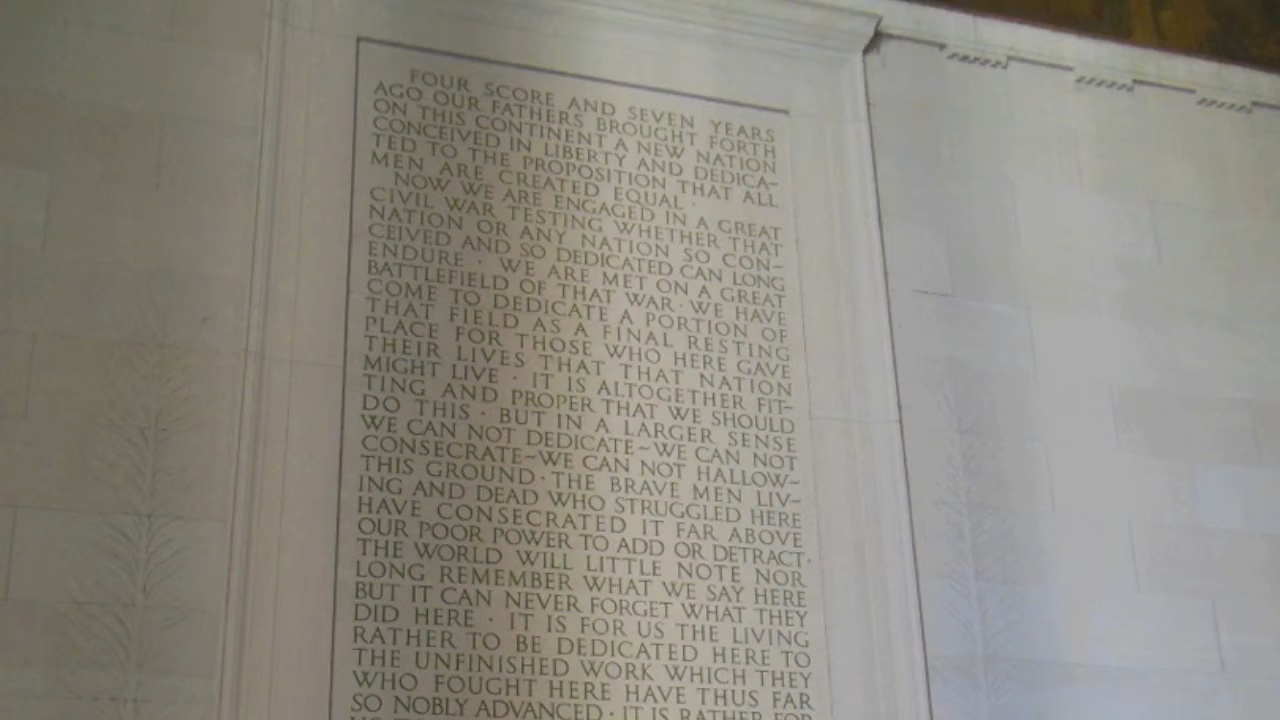 FOUR SCORE AND SEVEN YEARS
AGO OUR FATHERS BROUGHT FORTH
ON THIS CONTINENT A NEW NATION
CONCEIVED IN LIBERTY AND DEDICA-
TED TO THE PROPOSITION THAT ALL
MEN ARE CREATED EQUAL ·
NOW WE ARE ENGAGED IN A GREAT
CIVIL WAR TESTING WHETHER THAT
NATION OR ANY NATION SO CON-
CEIVED AND SO DEDICATED CAN LONG
ENDURE · WE ARE MET ON A GREAT
BATTLEFIELD OF THAT WAR · WE HAVE
COME TO DEDICATE A PORTION OF
THAT FIELD AS A FINAL RESTING
PLACE FOR THOSE WHO HERE GAVE
THEIR LIVES THAT THAT NATION
MIGHT LIVE · IT IS ALTOGETHER FIT-
TING AND PROPER THAT WE SHOULD
DO THIS · BUT IN A LARGER SENSE
WE CAN NOT DEDICATE~WE CAN NOT
CONSECRATE~WE CAN NOT HALLOW~
THIS GROUND · THE BRAVE MEN LIV~
ING AND DEAD WHO STRUGGLED HERE
HAVE CONSECRATED IT FAR ABOVE
OUR POOR POWER TO ADD OR DETRACT ·
THE WORLD WILL LITTLE NOTE NOR
LONG REMEMBER WHAT WE SAY HERE
BUT IT CAN NEVER FORGET WHAT THEY
DID HERE · IT IS FOR US THE LIVING
RATHER TO BE DEDICATED HERE TO
THE UNFINISHED WORK WHICH THEY
WHO FOUGHT HERE HAVE THUS FAR
SO NOBLY ADVANCED · IT IS RATHER FOR